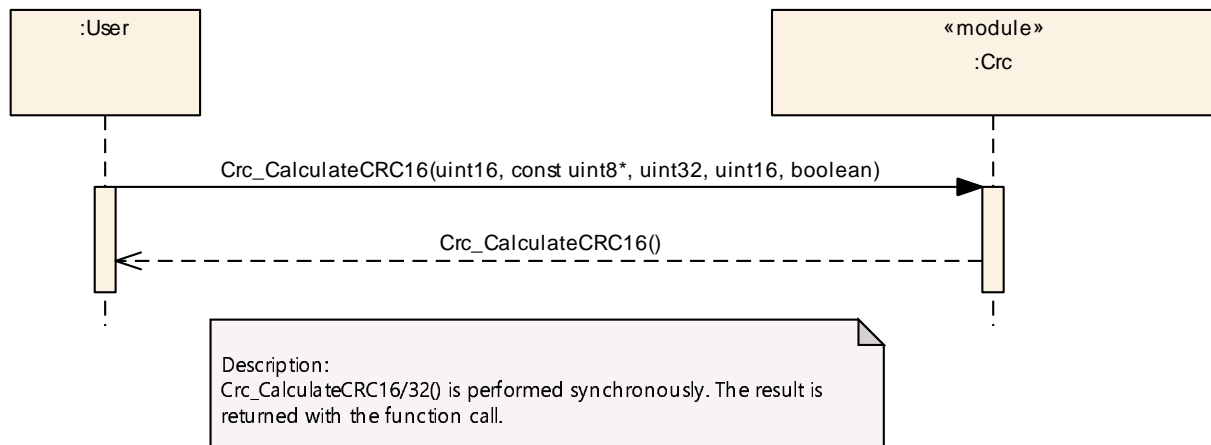 :User
«module»
:Crc
Crc_CalculateCRC16(uint16, const uint8*, uint32, uint16, boolean)
Crc_CalculateCRC16()
Description:
Crc_CalculateCRC16/32() is performed synchronously. The result is
returned with the function call.